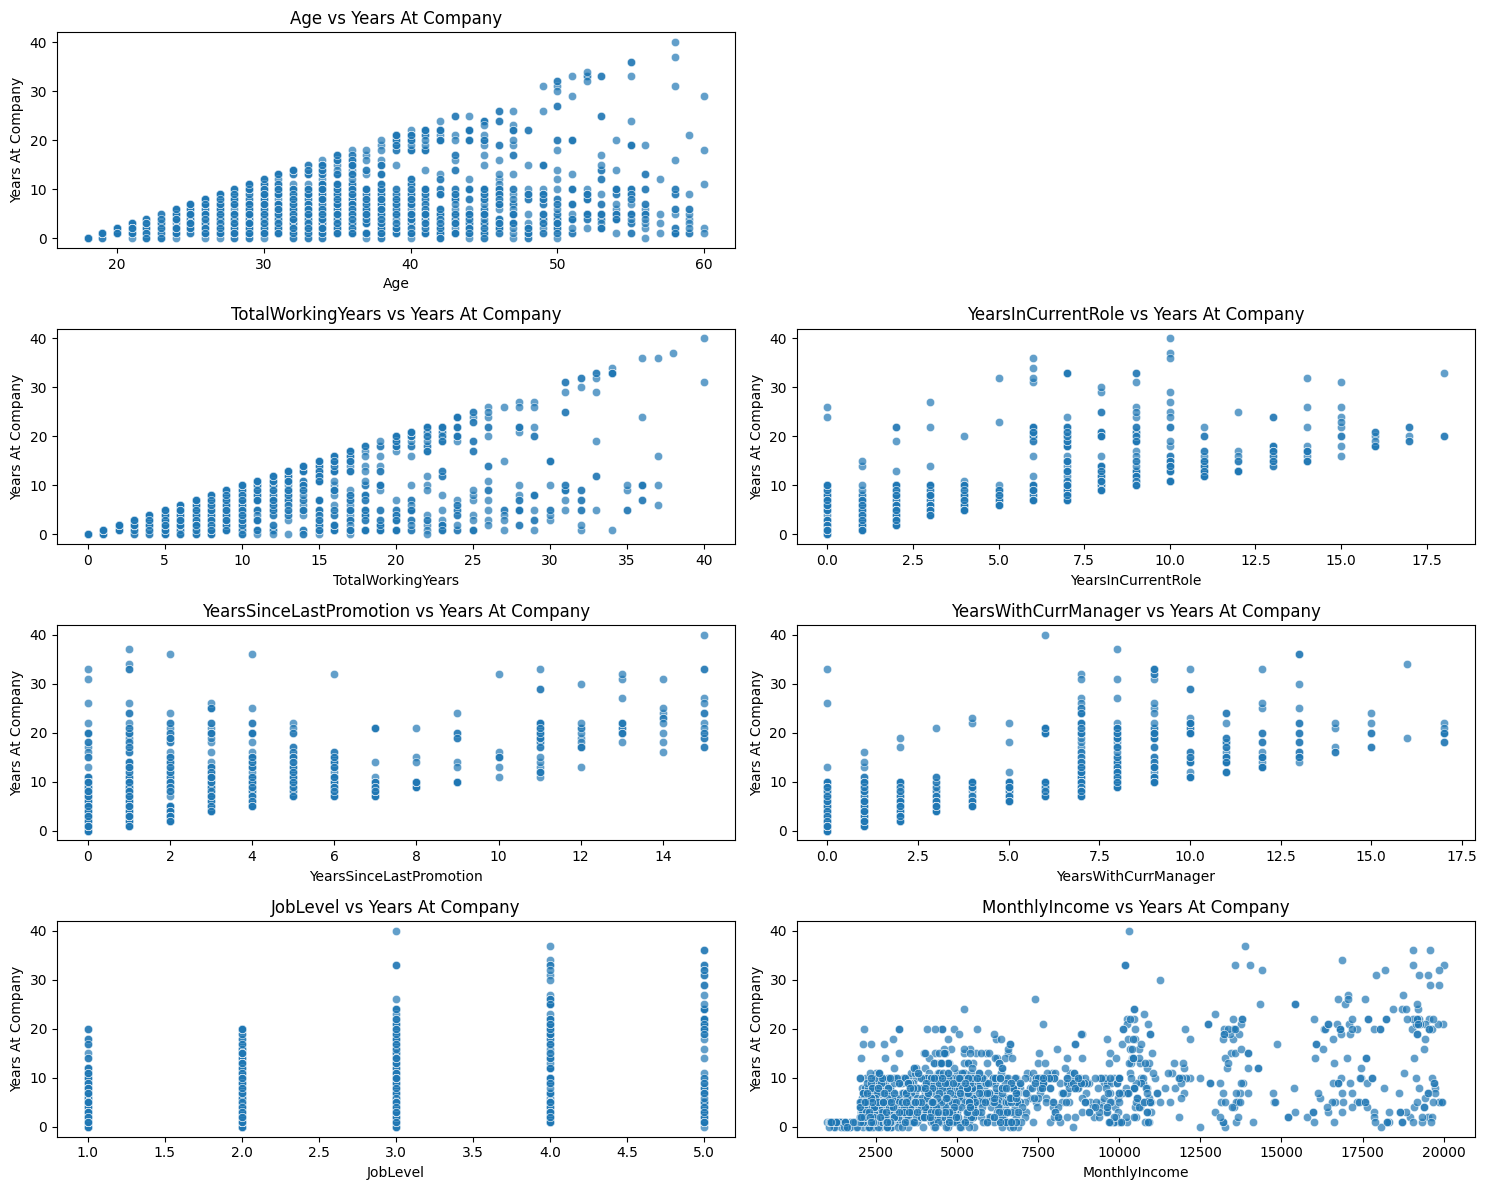 Age vs Years At Company
Years At Company
40
30
20
10
0
20 30 40 50 60
Age
TotalWorkingYears vs Years At Company
Years At Company
40
30
20
10
0
0 5 10 15 20 25 30 35 40
TotalWorkingYears
YearsInCurrentRole vs Years At Company
Years At Company
40
30
20
10
0
0.0 2.5 5.0 7.5 10.0 12.5 15.0 17.5
YearsInCurrentRole
YearsSinceLastPromotion vs Years At Company
Years At Company
40
30
20
10
0
0 2 4 6 8 10 12 14
YearsSinceLastPromotion
YearsWithCurrManager vs Years At Company
Years At Company
40
30
20
10
0
0.0 2.5 5.0 7.5 10.0 12.5 15.0 17.5
YearsWithCurrManager
JobLevel vs Years At Company
Years At Company
40
30
20
10
0
1.0 1.5 2.0 2.5 3.0 3.5 4.0 4.5 5.0
JobLevel
MonthlyIncome vs Years At Company
Years At Company
40
30
20
10
0
2500 5000 7500 10000 12500 15000 17500 20000
MonthlyIncome